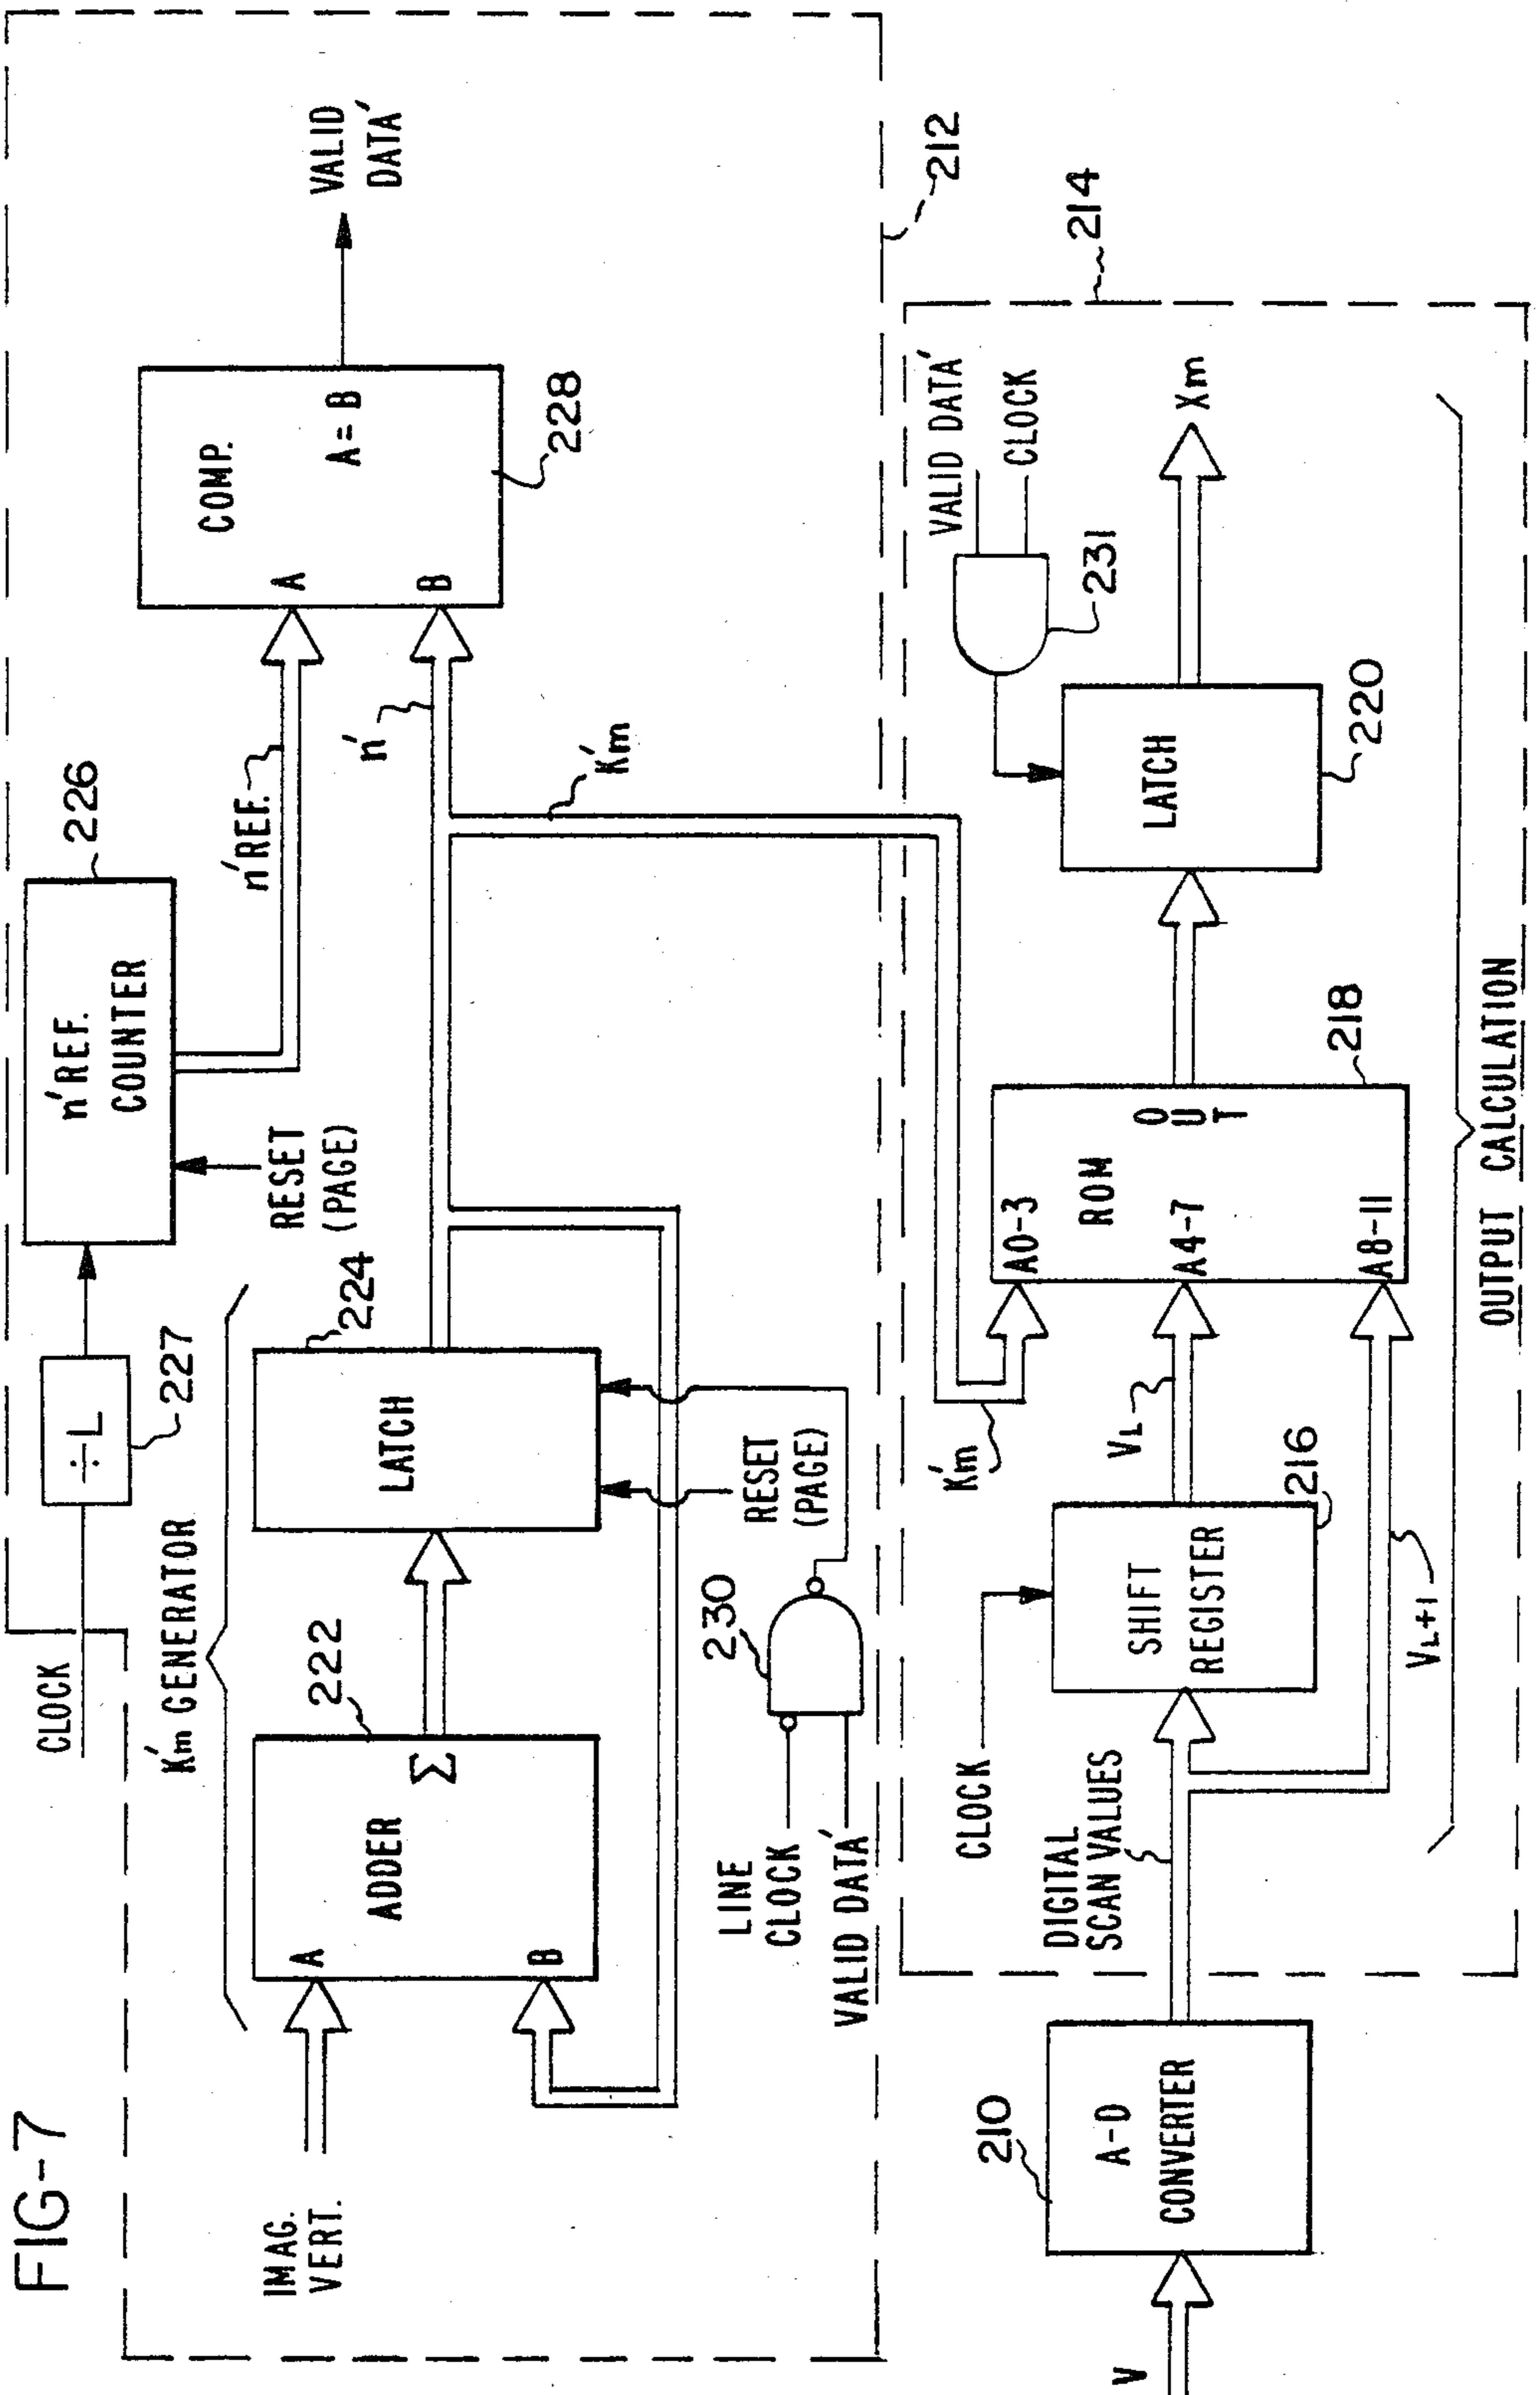 FIG-7
CLOCK
÷L
227
n'REF.
COUNTER
226
RESET
(PAGE)
n'REF.
K'm GENERATOR
IMAG.
VERT.
A
B
ADDER
Σ
222
LATCH
224
RESET
(PAGE)
LINE
CLOCK
VALID DATA'
230
n'
K'm
A
B
COMP.
A=B
228
VALID
DATA'
212
V
A-D
CONVERTER
210
DIGITAL
SCAN VALUES
CLOCK
SHIFT
REGISTER
216
VL
VL+1
K'm
A0-3
A4-7
A8-11
ROM
OUT
218
LATCH
220
VALID DATA'
CLOCK
231
Xm
214
OUTPUT CALCULATION